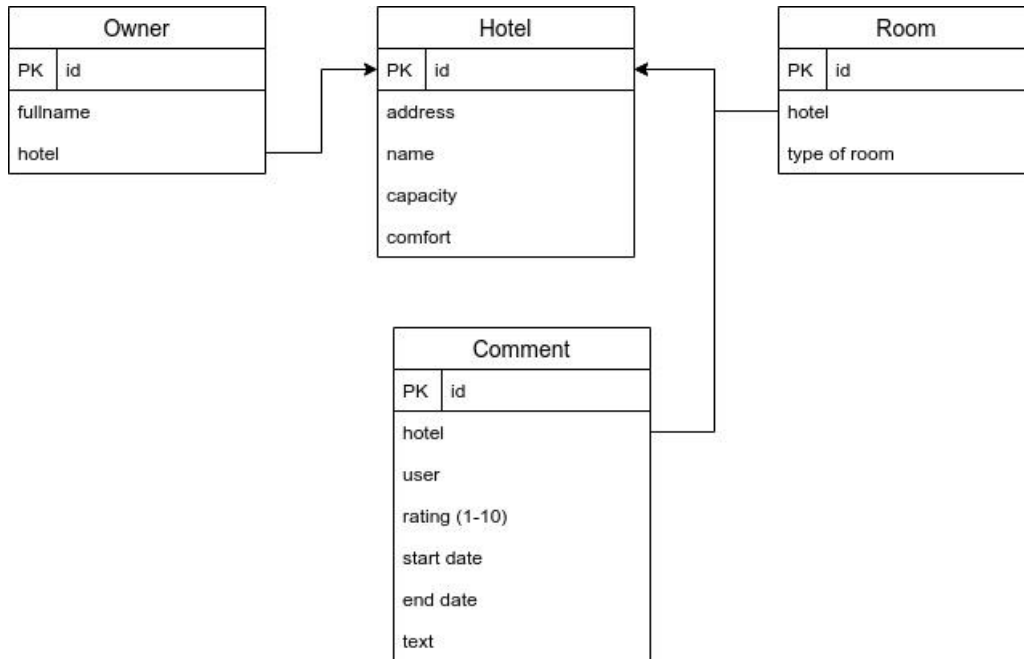 Owner
PK id
fullname
hotel
Hotel
PK id
address
name
capacity
comfort
Room
PK id
hotel
type of room
Comment
PK id
hotel
user
rating (1-10)
start date
end date
text